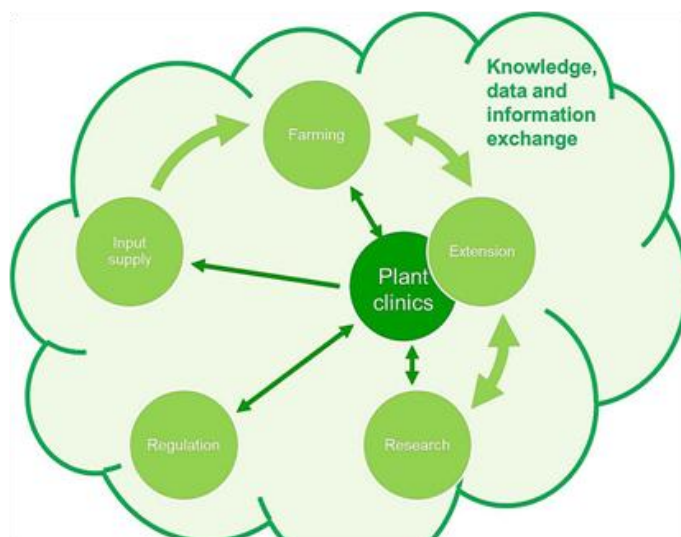 Knowledge,
data and
information
exchange
Farming
Input
supply
Extension
Plant
clinics
Regulation
Research